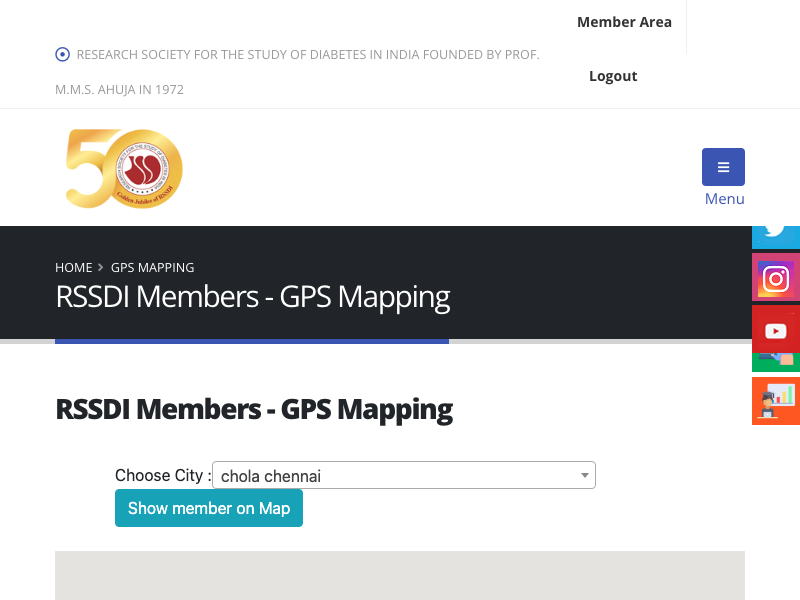 Member Area
RESEARCH SOCIETY FOR THE STUDY OF DIABETES IN INDIA FOUNDED BY PROF.
M.M.S. AHUJA IN 1972
Logout
50
Golden Jubilee of RSSDI
Menu
HOME GPS MAPPING
RSSDI Members - GPS Mapping
RSSDI Members - GPS Mapping
Choose City : chola chennai
Show member on Map